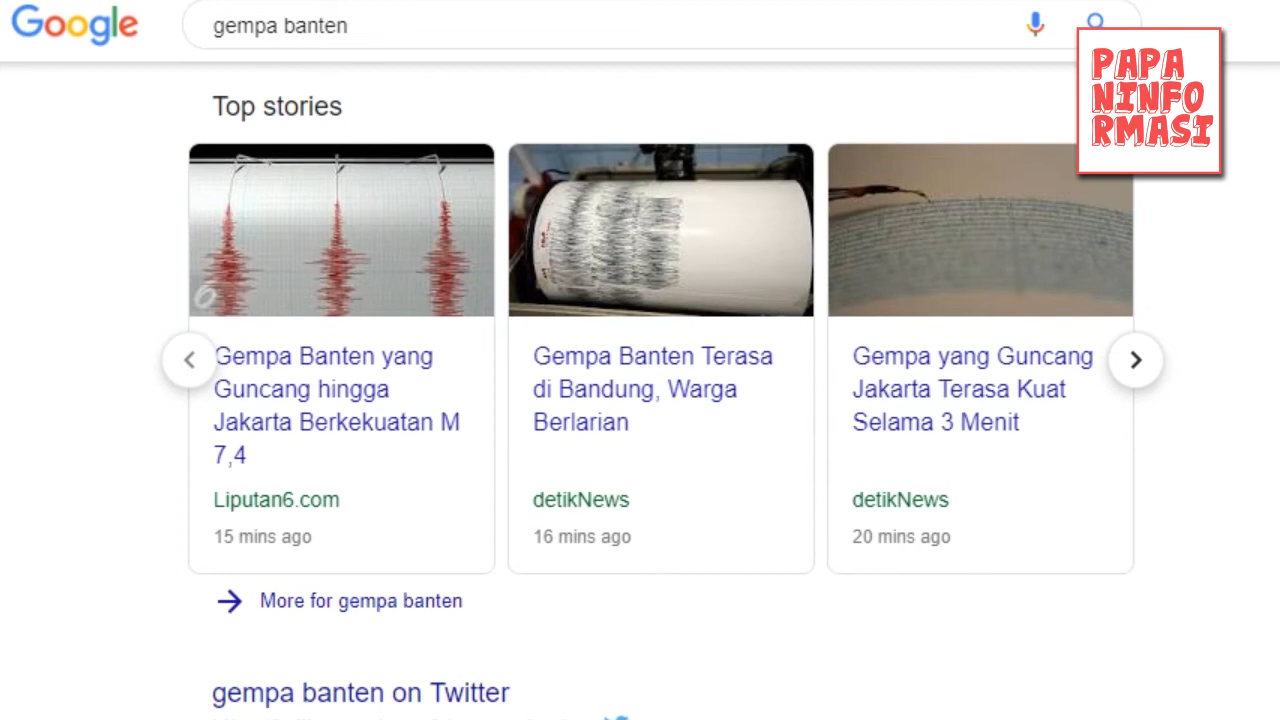 Google
gempa banten
PAPA
NINFO
RMASI
Top stories
Gempa Banten yang
Guncang hingga
Jakarta Berkekuatan M
7,4
Liputan6.com
15 mins ago
Gempa Banten Terasa
di Bandung, Warga
Berlarian
detikNews
16 mins ago
Gempa yang Guncang
Jakarta Terasa Kuat
Selama 3 Menit
detikNews
20 mins ago
More for gempa banten
gempa banten on Twitter